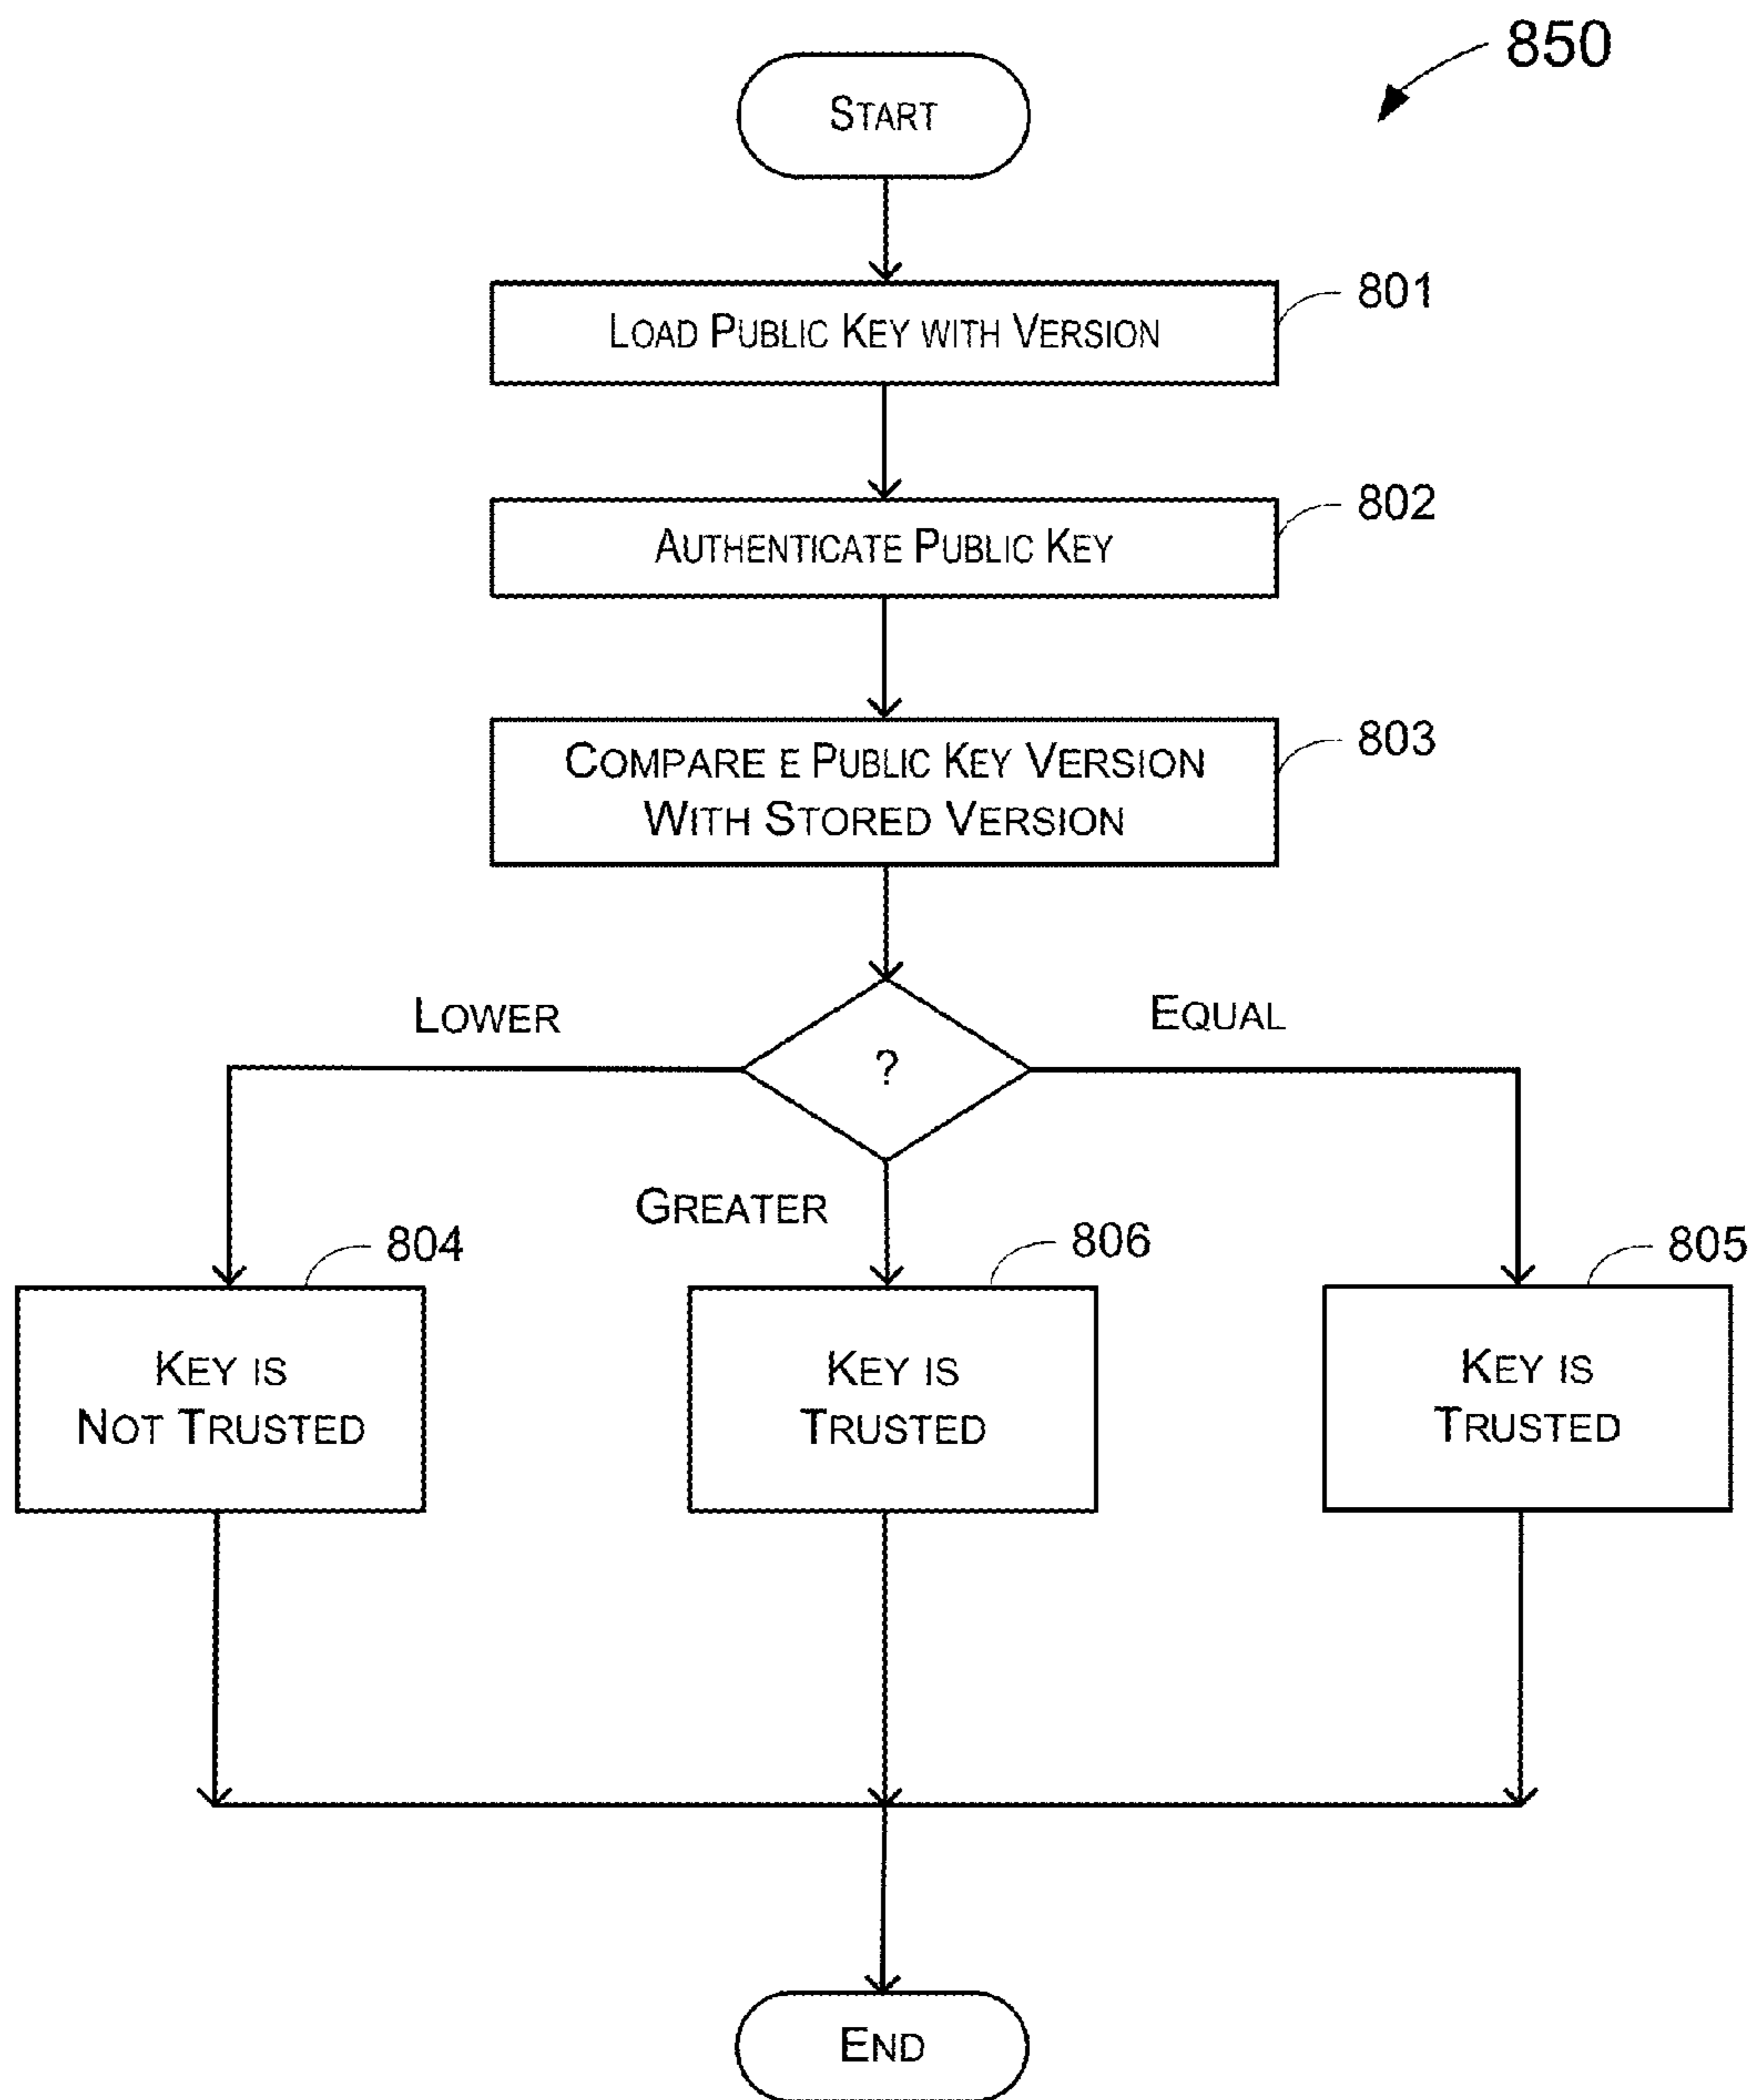 850
START
801
LOAD PUBLIC KEY WITH VERSION
802
AUTHENTICATE PUBLIC KEY
803
COMPARE E PUBLIC KEY VERSION
WITH STORED VERSION
LOWER
?
EQUAL
GREATER
804
KEY IS
NOT TRUSTED
806
KEY IS
TRUSTED
805
KEY IS
TRUSTED
END